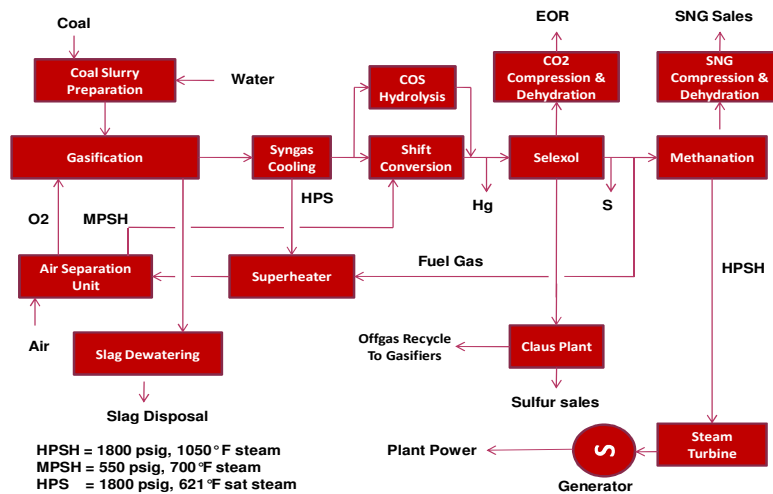 Coal
EOR
SNG Sales
Coal Slurry
Preparation
Water
COS
Hydrolysis
CO2
Compression &
Dehydration
SNG
Compression
& Dehydration
Gasification
Syngas
Cooling
Shift
Conversion
Selexol
Methanation
HPS
Hg
S
O2
MPSH
Fuel Gas
HPSH
Air Separation
Unit
Superheater
Air
Slag Dewatering
Offgas Recycle
To Gasifiers
Claus Plant
Slag Disposal
Sulfur sales
HPSH = 1800 psig, 1050°F steam
MPSH = 550 psig, 700°F steam
HPS = 1800 psig, 621°F sat steam
Plant Power
S
Steam
Turbine
Generator